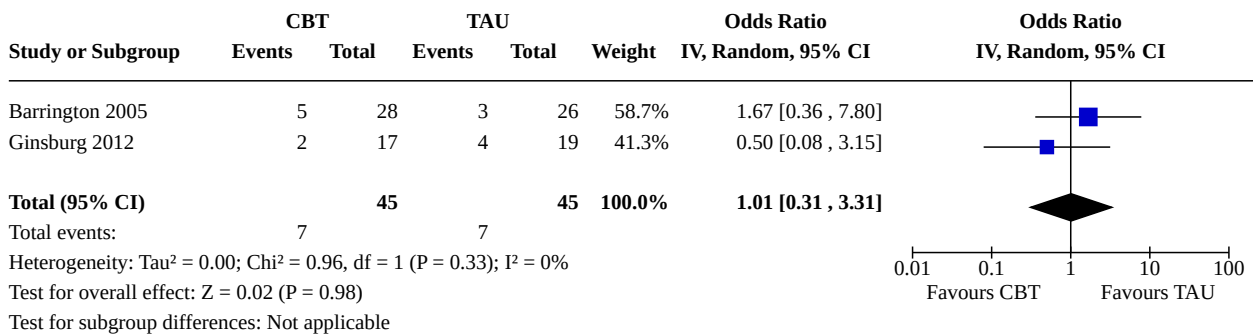 CBT TAU Odds Ratio Odds Ratio
Study or Subgroup Events Total Events Total Weight IV, Random, 95% CI IV, Random, 95% CI
Barrington 2005 5 28 3 26 58.7% 1.67 [0.36 , 7.80]
Ginsburg 2012 2 17 4 19 41.3% 0.50 [0.08 , 3.15]
Total (95% CI) 45 45 100.0% 1.01 [0.31 , 3.31]
Total events: 7 7
Heterogeneity: Tau² = 0.00; Chi² = 0.96, df = 1 (P = 0.33); I² = 0%
0.01 0.1 1 10 100
Test for overall effect: Z = 0.02 (P = 0.98) Favours CBT Favours TAU
Test for subgroup differences: Not applicable